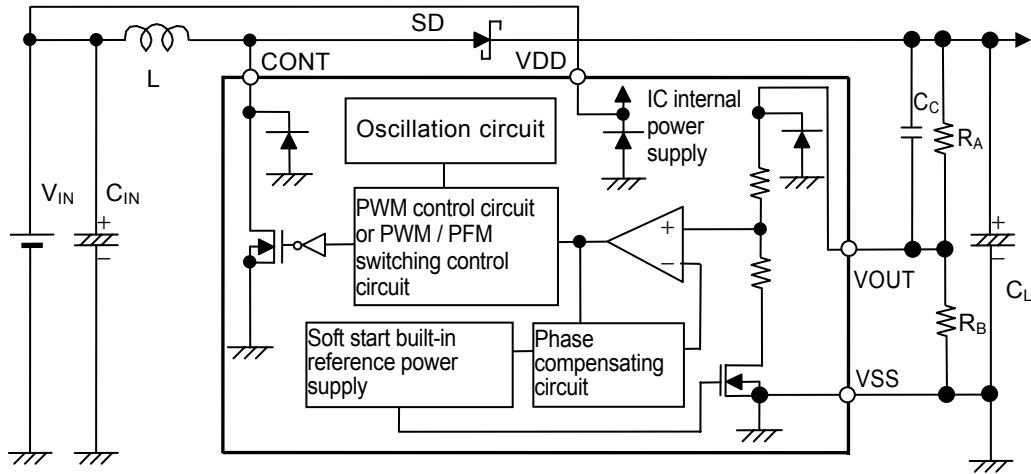 SD
CONT
VDD
L
IC internal
power
supply
CC
RA
Oscillation circuit
VIN
CIN
+
−
PWM control circuit
or PWM / PFM
switching control
circuit
+
−
VOUT
+
−
CL
RB
Soft start built-in
reference power
supply
Phase
compensating
circuit
VSS